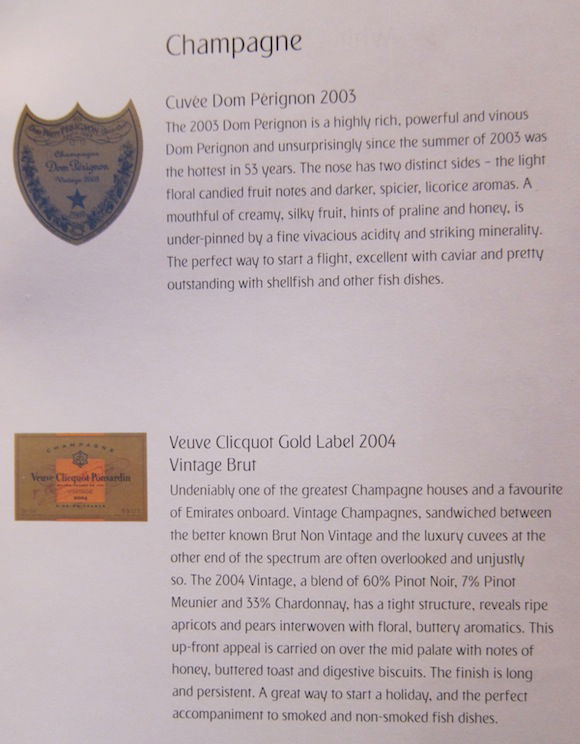 Champagne
Cuvée Dom Pérignon 2003
The 2003 Dom Perignon is a highly rich, powerful and vinous
Dom Perignon and unsurprisingly since the summer of 2003 was
the hottest in 53 years. The nose has two distinct sides – the light
floral candied fruit notes and darker, spicier, licorice aromas. A
mouthful of creamy, silky fruit, hints of praline and honey, is
under-pinned by a fine vivacious acidity and striking minerality.
The perfect way to start a flight, excellent with caviar and pretty
outstanding with shellfish and other fish dishes.
Champagne
Dom Pérignon
Vintage 2003
Veuve Clicquot Gold Label 2004
Vintage Brut
Undeniably one of the greatest Champagne houses and a favourite
of Emirates onboard. Vintage Champagnes, sandwiched between
the better known Brut Non Vintage and the luxury cuvees at the
other end of the spectrum are often overlooked and unjustly
so. The 2004 Vintage, a blend of 60% Pinot Noir, 7% Pinot
Meunier and 33% Chardonnay, has a tight structure, reveals ripe
apricots and pears interwoven with floral, buttery aromatics. This
up-front appeal is carried on over the mid palate with notes of
honey, buttered toast and digestive biscuits. The finish is long
and persistent. A great way to start a holiday, and the perfect
accompaniment to smoked and non-smoked fish dishes.
CHAMPAGNE
Veuve Clicquot Ponsardin
VINTAGE
2004